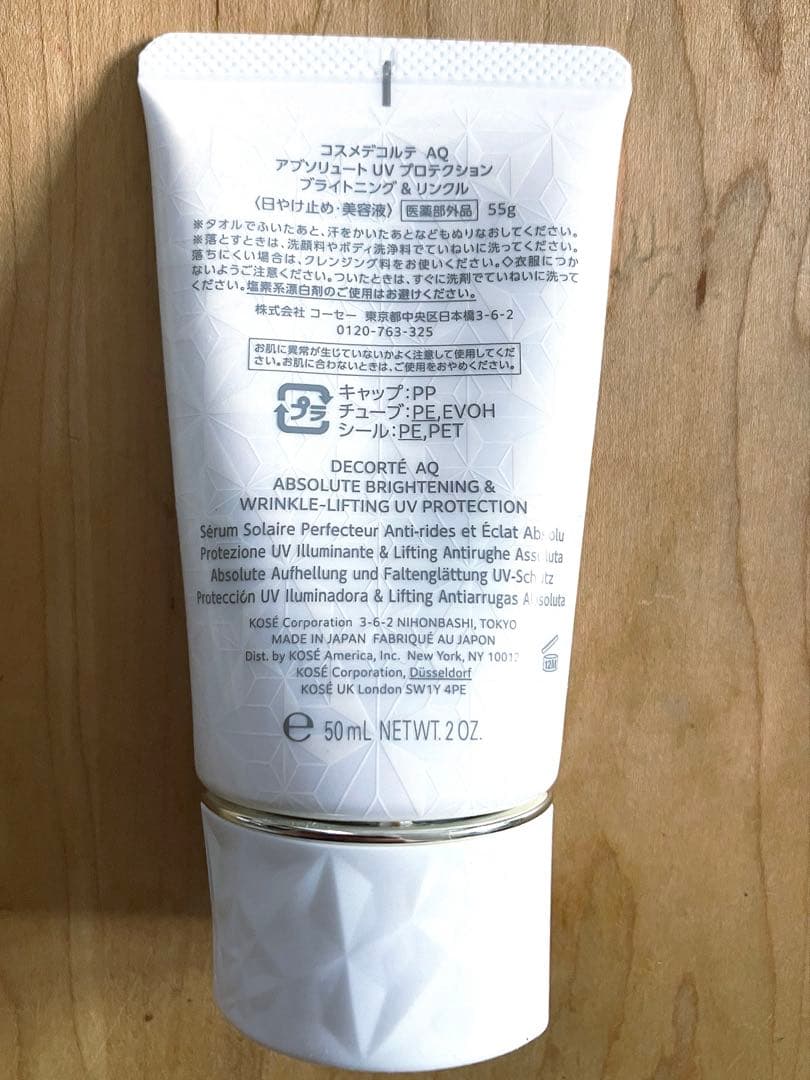 コスメデコルテ AQ
アブソリュート UV プロテクション
ブライトニング & リンクル
〈日やけ止め・美容液〉 医薬部外品 55g
※タオルでふいたあと、汗をかいたあとなどもぬりなおしてください。
※落とすときは、洗顔料やボディ洗浄料でていねいに洗ってください。
落ちにくい場合は、クレンジング料をお使いください。◇衣服につか
ないようご注意ください。ついたときは、すぐに洗剤でていねいに洗って
ください。塩素系漂白剤のご使用はお避けください。
株式会社 コーセー 東京都中央区日本橋3-6-2
0120-763-325
お肌に異常が生じていないかよく注意して使用してくだ
さい。お肌に合わないときは、ご使用をおやめください。
プラ
キャップ:PP
チューブ:PE,EVOH
シール:PE,PET
DECORTÉ AQ
ABSOLUTE BRIGHTENING &
WRINKLE-LIFTING UV PROTECTION
Sérum Solaire Perfecteur Anti-rides et Éclat Absolu
Protezione UV Illuminante & Lifting Antirughe Assoluta
Absolute Aufhellung und Faltenglättung UV-Schutz
Protección UV Iluminadora & Lifting Antiarrugas Absoluta
KOSÉ Corporation 3-6-2 NIHONBASHI, TOKYO
MADE IN JAPAN FABRIQUÉ AU JAPON
Dist. by KOSÉ America, Inc. New York, NY 10012
KOSÉ Corporation, Düsseldorf
KOSÉ UK London SW1Y 4PE
12M
e 50mL NETWT. 2 OZ.